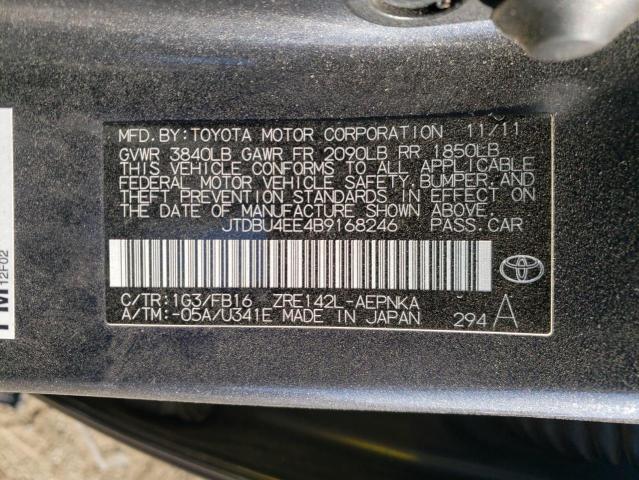 MFD.BY:TOYOTA MOTOR CORPORATION 11/11
GVWR 3840LB GAWR FR 2090LB RR 1850LB
THIS VEHICLE CONFORMS TO ALL APPLICABLE
FEDERAL MOTOR VEHICLE SAFETY,BUMPER,AND
THEFT PREVENTION STANDARDS IN EFFECT ON
THE DATE OF MANUFACTURE SHOWN ABOVE.
JTDBU4EE4B9168246 PASS.CAR
C/TR:1G3/FB16 ZRE142L-AEPNKA
A/TM:-05A/U341E MADE IN JAPAN 294 A
12F02